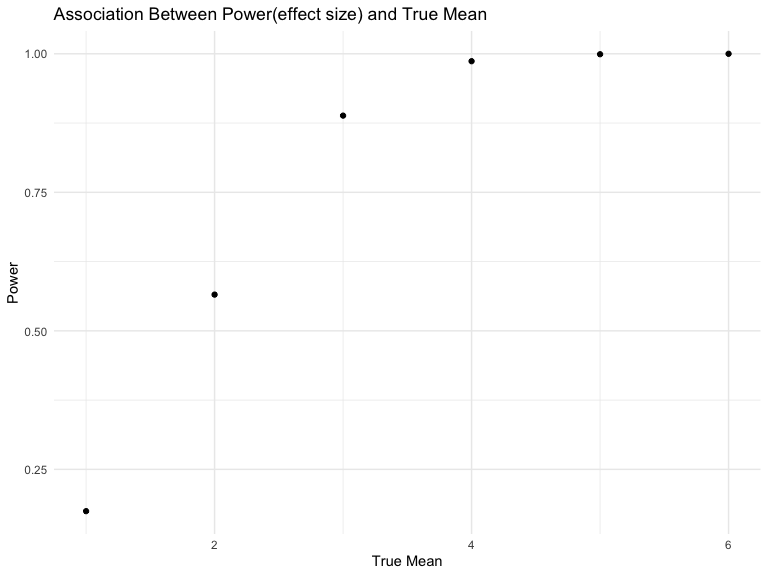 Association Between Power(effect size) and True Mean
1.00
0.75
0.50
0.25
Power
2 4 6
True Mean